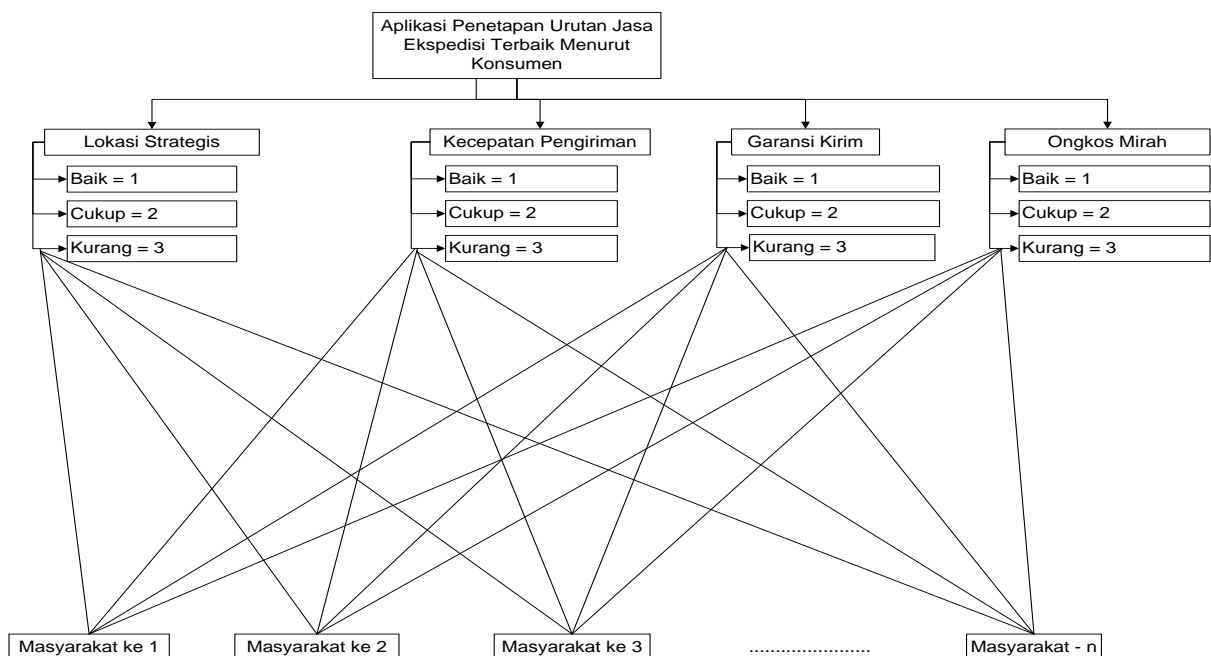 Aplikasi Penetapan Urutan Jasa
Ekspedisi Terbaik Menurut
Konsumen
Lokasi Strategis
Kecepatan Pengiriman
Garansi Kirim
Ongkos Mirah
Baik = 1
Baik = 1
Baik = 1
Baik = 1
Cukup = 2
Cukup = 2
Cukup = 2
Cukup = 2
Kurang = 3
Kurang = 3
Kurang = 3
Kurang = 3
Masyarakat ke 1
Masyarakat ke 2
Masyarakat ke 3
.......................
Masyarakat - n